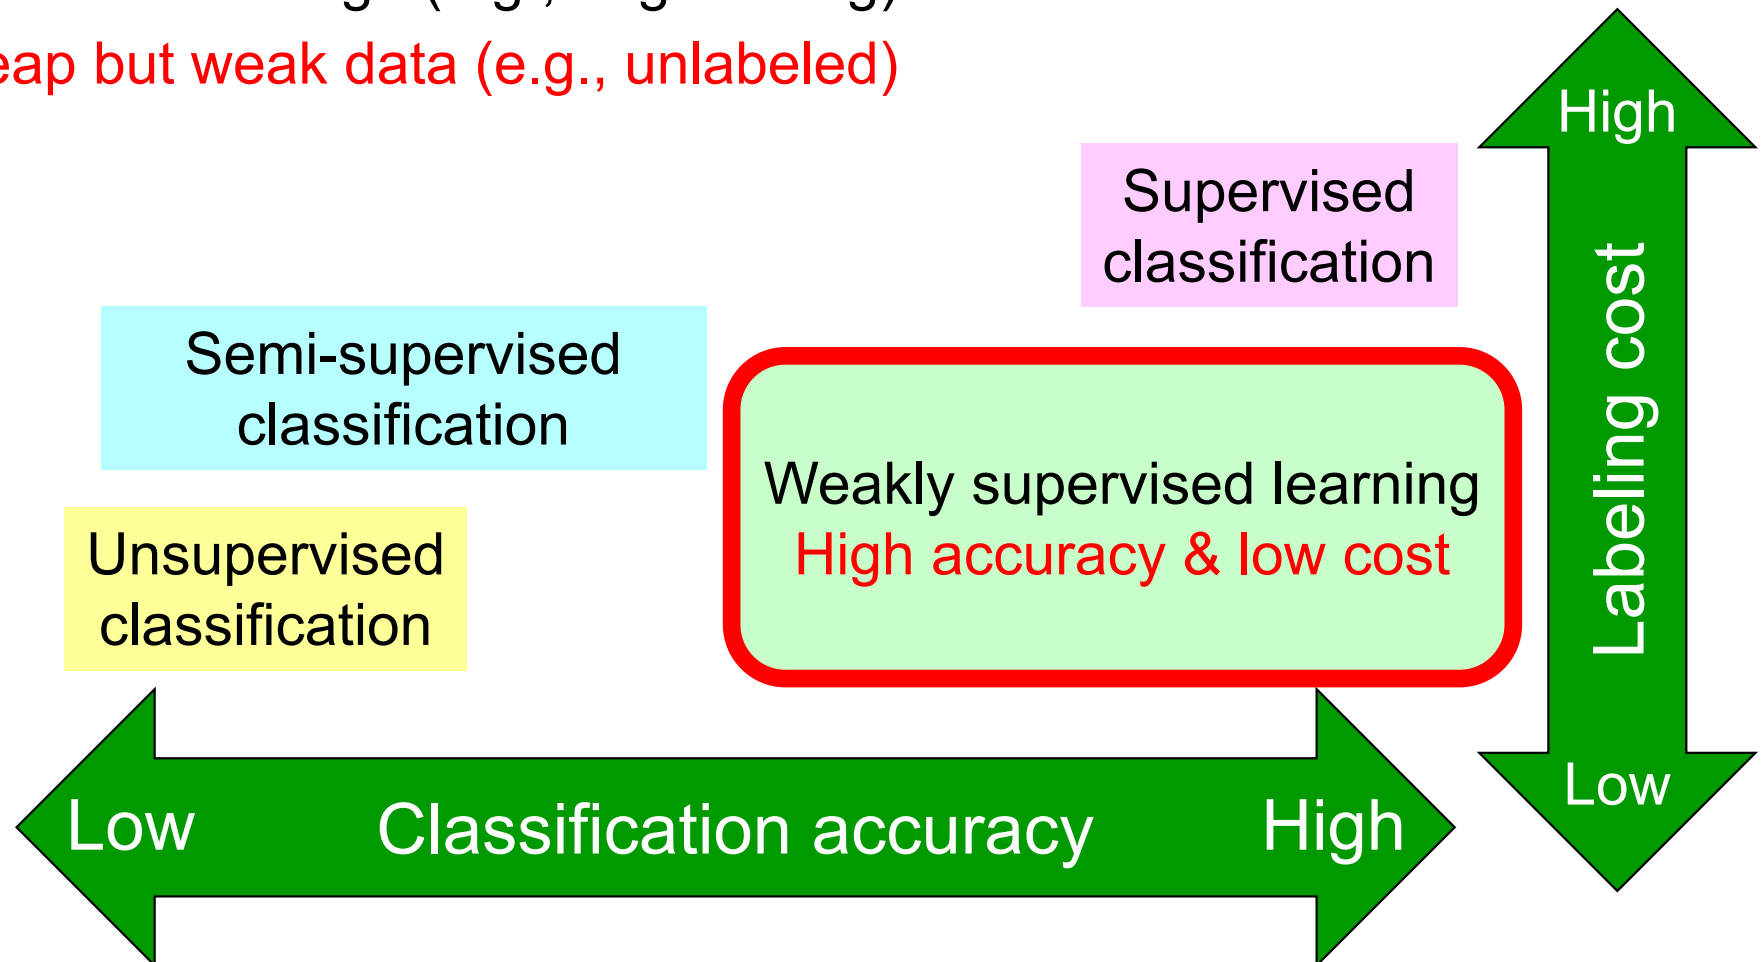 but weak data (e.g., unlabeled)
High
Supervised
classification
Semi-supervised
classification
Labeling cost
Weakly supervised learning
High accuracy & low cost
Unsupervised
classification
Low
Low
Classification accuracy
High